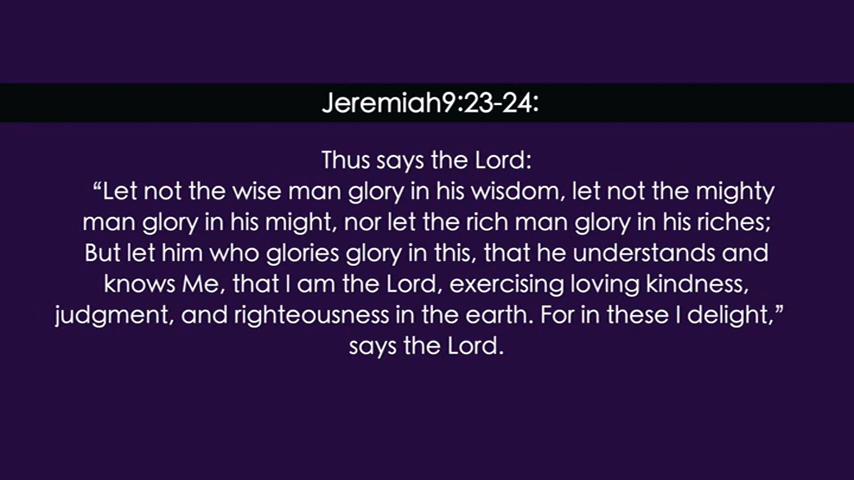 Jeremiah9:23-24:
Thus says the Lord:
“Let not the wise man glory in his wisdom, let not the mighty
man glory in his might, nor let the rich man glory in his riches;
But let him who glories glory in this, that he understands and
knows Me, that I am the Lord, exercising loving kindness,
judgment, and righteousness in the earth. For in these I delight,”
says the Lord.